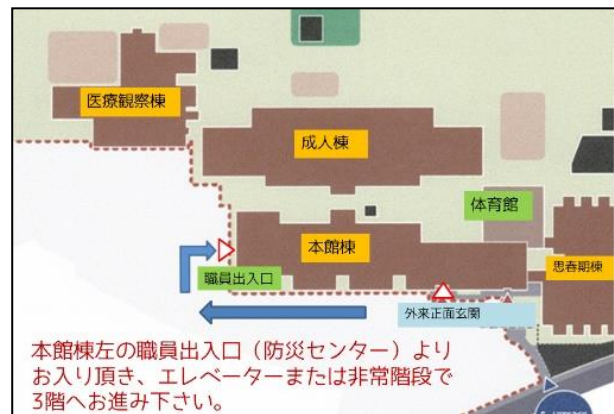 医療観察棟
成人棟
体育館
本館棟
思春期棟
職員出入口
外来正面玄関
本館棟左の職員出入口（防災センター）より
お入り頂き、エレベーターまたは非常階段で
3階へお進み下さい。